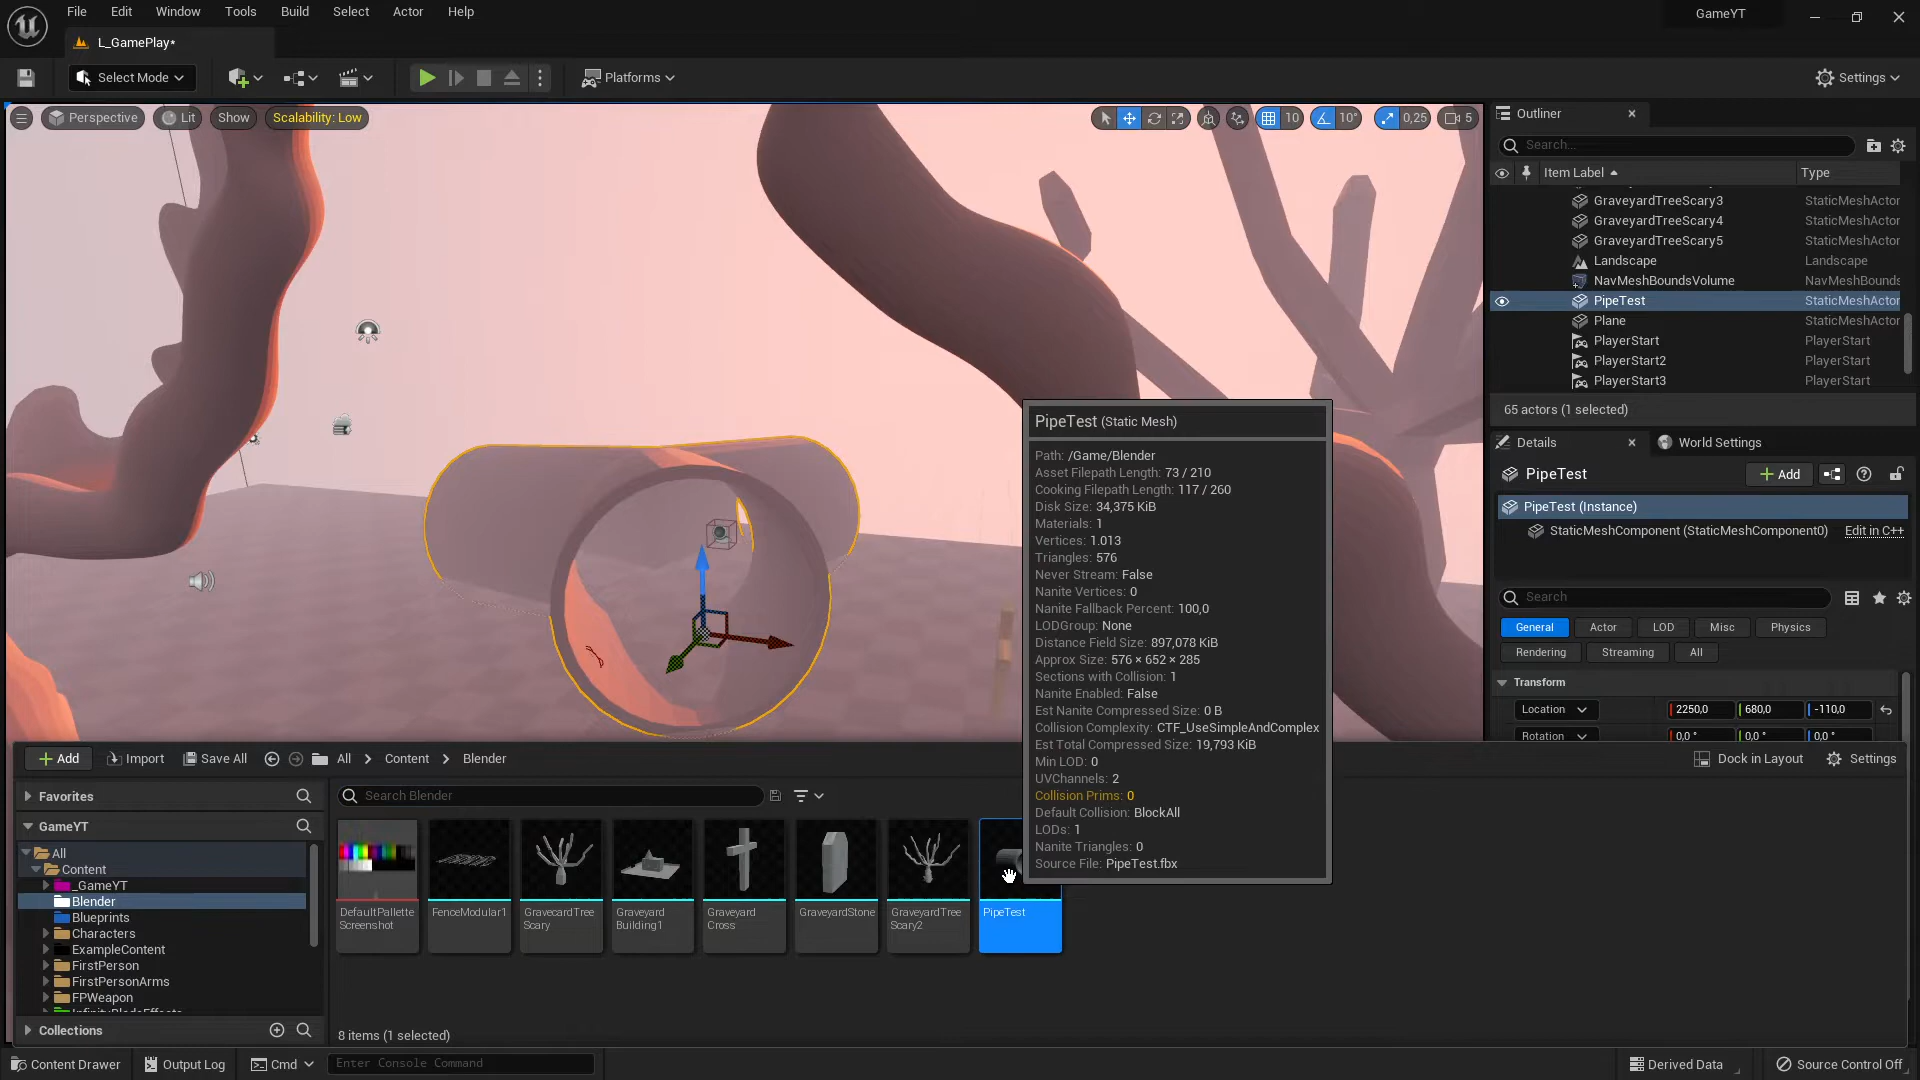 File Edit Window Tools Build Select Actor Help
GameYT
L_GamePlay*
Select Mode
Platforms
Settings
Perspective Lit Show Scalability: Low
10 10° 0,25 5
Outliner
Search...
Item Label Type
GraveyardTreeScary3 StaticMeshActor
GraveyardTreeScary4 StaticMeshActor
GraveyardTreeScary5 StaticMeshActor
Landscape Landscape
NavMeshBoundsVolume NavMeshBounds
PipeTest StaticMeshActor
Plane StaticMeshActor
PlayerStart PlayerStart
PlayerStart2 PlayerStart
PlayerStart3 PlayerStart
65 actors (1 selected)
Details World Settings
PipeTest
Add
PipeTest (Instance)
StaticMeshComponent (StaticMeshComponent0) Edit in C++
Search
General Actor LOD Misc Physics
Rendering Streaming All
Transform
Location 2250,0 680,0 -110,0
Rotation 0,0 ° 0,0 ° 0,0 °
PipeTest (Static Mesh)
Path: /Game/Blender
Asset Filepath Length: 73 / 210
Cooking Filepath Length: 117 / 260
Disk Size: 34,375 KiB
Materials: 1
Vertices: 1.013
Triangles: 576
Never Stream: False
Nanite Vertices: 0
Nanite Fallback Percent: 100,0
LODGroup: None
Distance Field Size: 897,078 KiB
Approx Size: 576 × 652 × 285
Sections with Collision: 1
Nanite Enabled: False
Est Nanite Compressed Size: 0 B
Collision Complexity: CTF_UseSimpleAndComplex
Est Total Compressed Size: 19,793 KiB
Min LOD: 0
UVChannels: 2
Collision Prims: 0
Default Collision: BlockAll
LODs: 1
Nanite Triangles: 0
Source File: PipeTest.fbx
Add Import Save All All Content Blender
Dock in Layout Settings
Favorites
GameYT
All
Content
_GameYT
Blender
Blueprints
Characters
ExampleContent
FirstPerson
FirstPersonArms
FPWeapon
Collections
Search Blender
DefaultPallette
Screenshot
FenceModular1
GravecardTree
Scary
Graveyard
Building1
Graveyard
Cross
GraveyardStone
GraveyardTree
Scary2
PipeTest
8 items (1 selected)
Content Drawer Output Log Cmd Enter Console Command
Derived Data Source Control Off